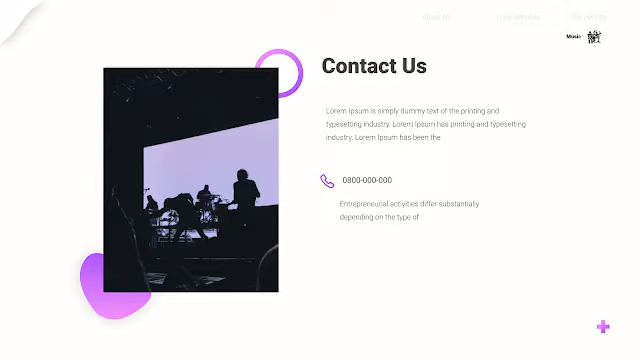 About Us
Music
Contact Us
Lorem Ipsum is simply dummy text of the printing and
typesetting industry. Lorem Ipsum has printing and typesetting
industry. Lorem Ipsum has been the
0800-000-000
Entrepreneurial activities differ substantially
depending on the type of